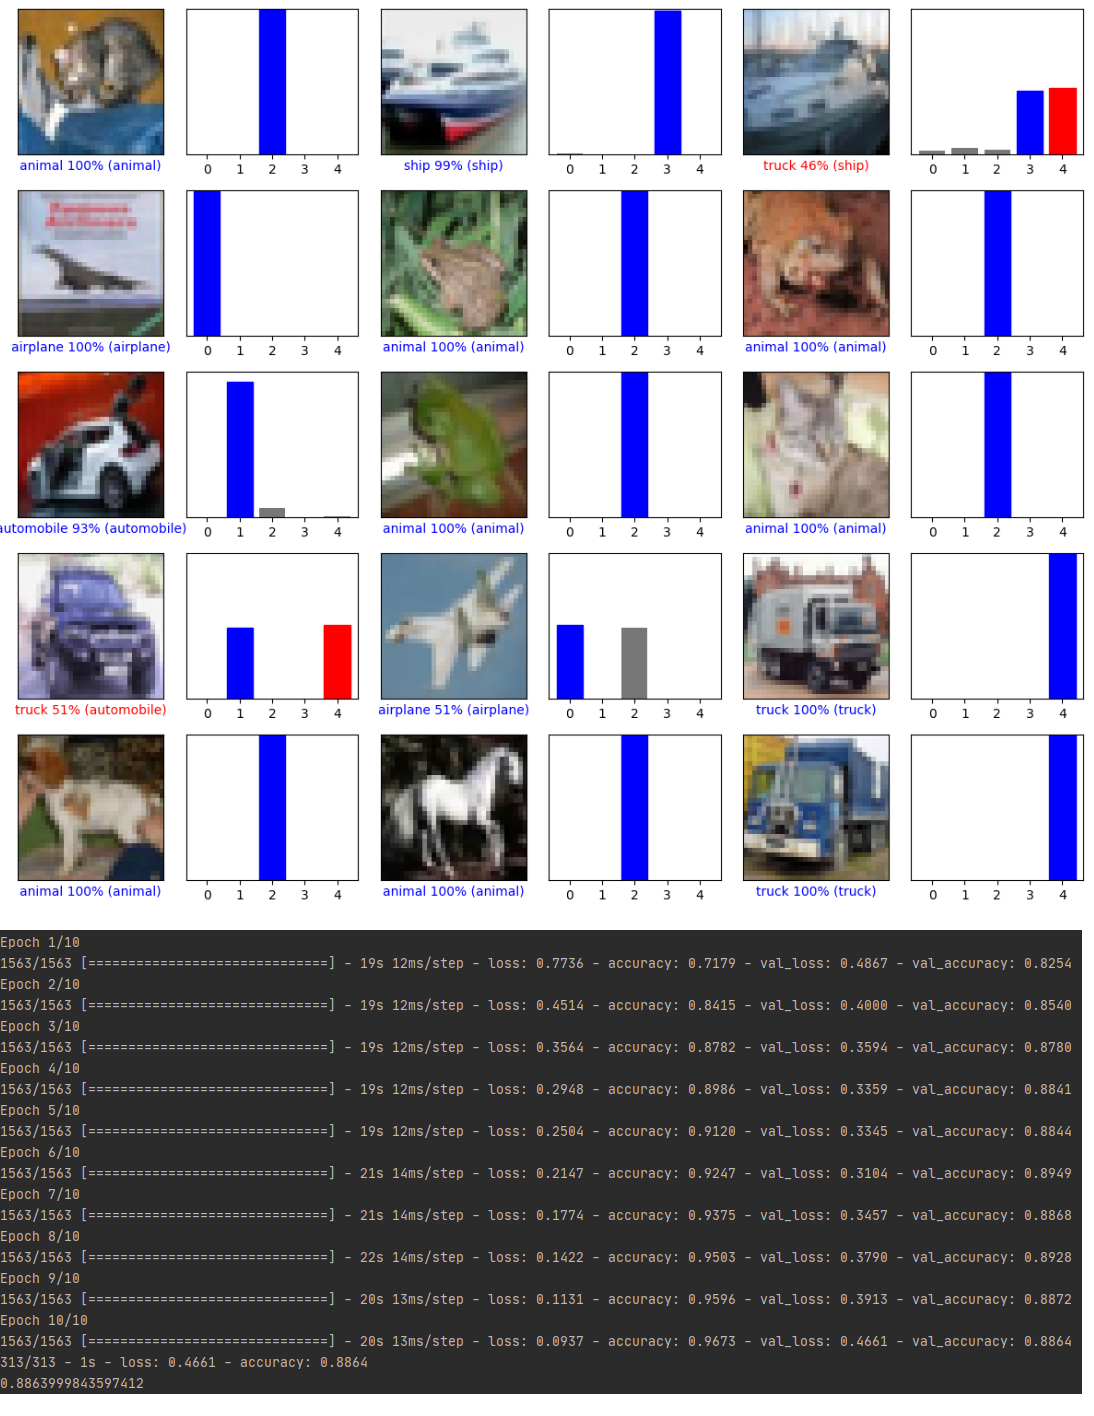 animal 100% (animal)
0 1 2 3 4
ship 99% (ship)
0 1 2 3 4
truck 46% (ship)
0 1 2 3 4
airplane 100% (airplane)
0 1 2 3 4
animal 100% (animal)
0 1 2 3 4
animal 100% (animal)
0 1 2 3 4
automobile 93% (automobile)
0 1 2 3 4
animal 100% (animal)
0 1 2 3 4
animal 100% (animal)
0 1 2 3 4
truck 51% (automobile)
0 1 2 3 4
airplane 51% (airplane)
0 1 2 3 4
truck 100% (truck)
0 1 2 3 4
animal 100% (animal)
0 1 2 3 4
animal 100% (animal)
0 1 2 3 4
truck 100% (truck)
0 1 2 3 4
Epoch 1/10
1563/1563 [==============================] - 19s 12ms/step - loss: 0.7736 - accuracy: 0.7179 - val_loss: 0.4867 - val_accuracy: 0.8254
Epoch 2/10
1563/1563 [==============================] - 19s 12ms/step - loss: 0.4514 - accuracy: 0.8415 - val_loss: 0.4000 - val_accuracy: 0.8540
Epoch 3/10
1563/1563 [==============================] - 19s 12ms/step - loss: 0.3564 - accuracy: 0.8782 - val_loss: 0.3594 - val_accuracy: 0.8780
Epoch 4/10
1563/1563 [==============================] - 19s 12ms/step - loss: 0.2948 - accuracy: 0.8986 - val_loss: 0.3359 - val_accuracy: 0.8841
Epoch 5/10
1563/1563 [==============================] - 19s 12ms/step - loss: 0.2504 - accuracy: 0.9120 - val_loss: 0.3345 - val_accuracy: 0.8844
Epoch 6/10
1563/1563 [==============================] - 21s 14ms/step - loss: 0.2147 - accuracy: 0.9247 - val_loss: 0.3104 - val_accuracy: 0.8949
Epoch 7/10
1563/1563 [==============================] - 21s 14ms/step - loss: 0.1774 - accuracy: 0.9375 - val_loss: 0.3457 - val_accuracy: 0.8868
Epoch 8/10
1563/1563 [==============================] - 22s 14ms/step - loss: 0.1422 - accuracy: 0.9503 - val_loss: 0.3790 - val_accuracy: 0.8928
Epoch 9/10
1563/1563 [==============================] - 20s 13ms/step - loss: 0.1131 - accuracy: 0.9596 - val_loss: 0.3913 - val_accuracy: 0.8872
Epoch 10/10
1563/1563 [==============================] - 20s 13ms/step - loss: 0.0937 - accuracy: 0.9673 - val_loss: 0.4661 - val_accuracy: 0.8864
313/313 - 1s - loss: 0.4661 - accuracy: 0.8864
0.8863999843597412